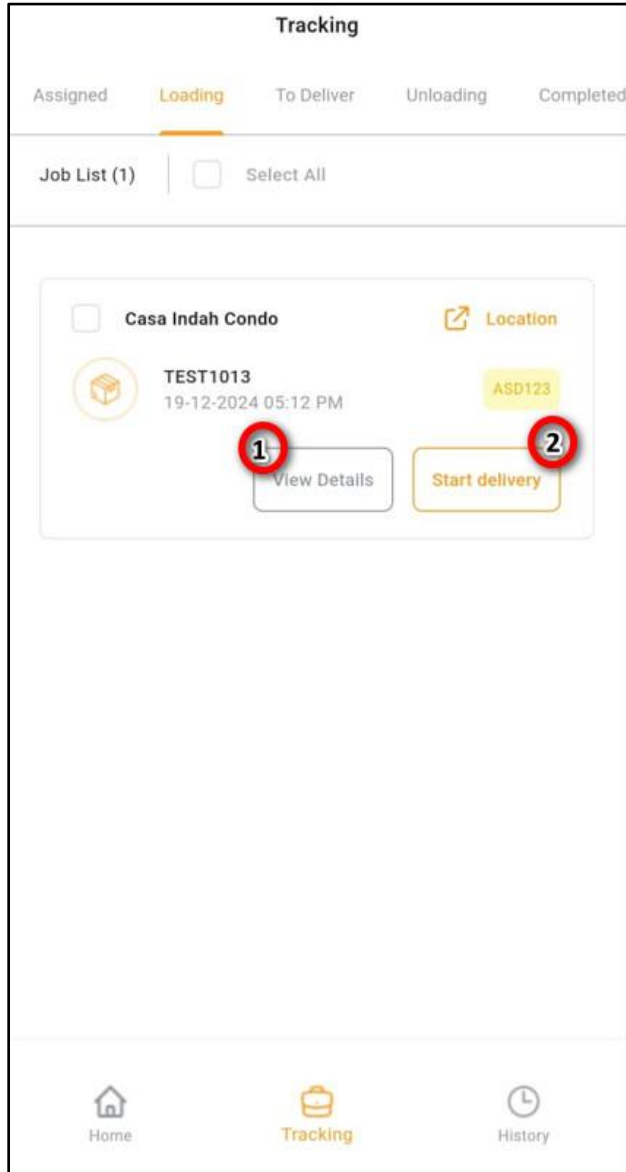 Tracking
Assigned Loading To Deliver Unloading Completed
Job List (1) Select All
Casa Indah Condo Location
TEST1013 ASD123
19-12-2024 05:12 PM
1 2
View Details Start delivery
Home Tracking History